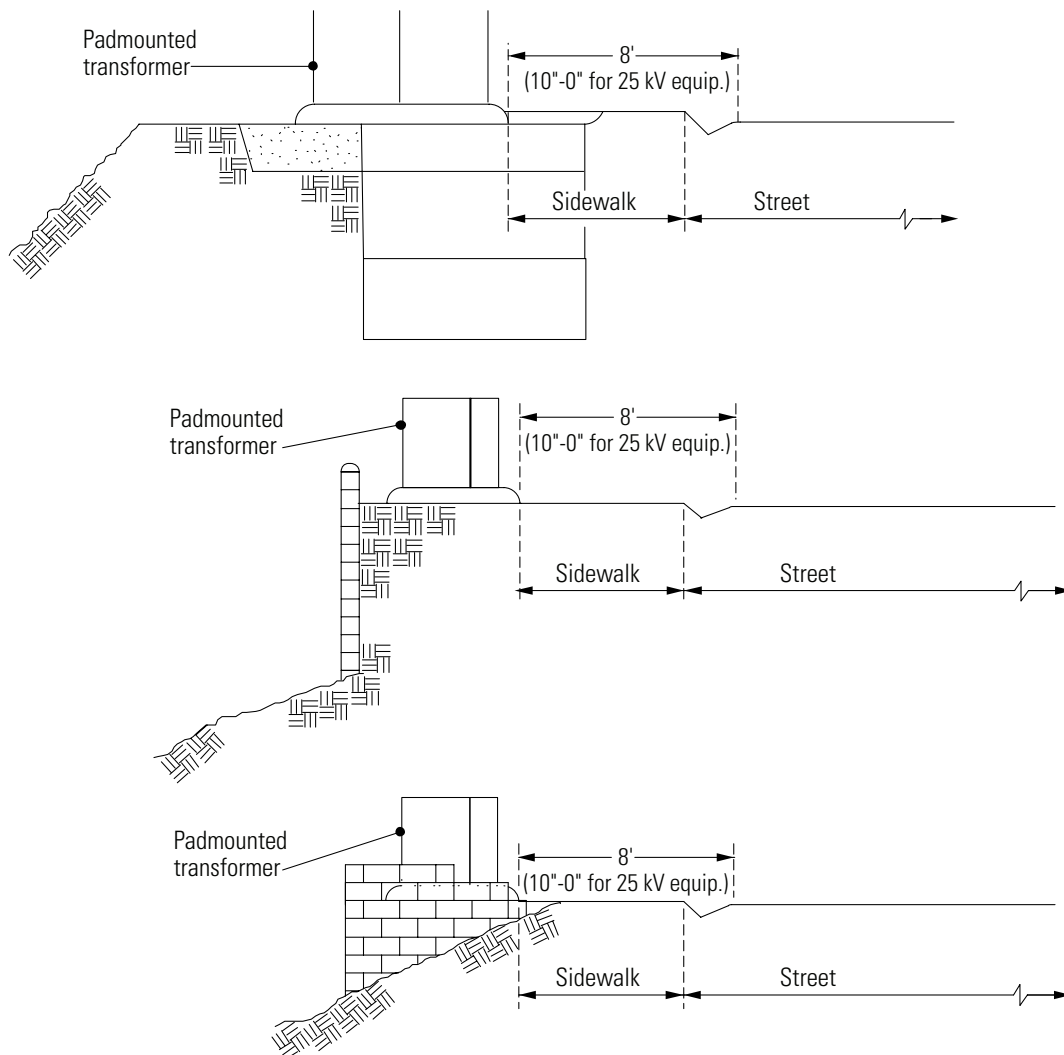 Padmounted
transformer
8'
(10"-0" for 25 kV equip.)
Sidewalk
Street
Padmounted
transformer
8'
(10"-0" for 25 kV equip.)
Sidewalk
Street
Padmounted
transformer
8'
(10"-0" for 25 kV equip.)
Sidewalk
Street